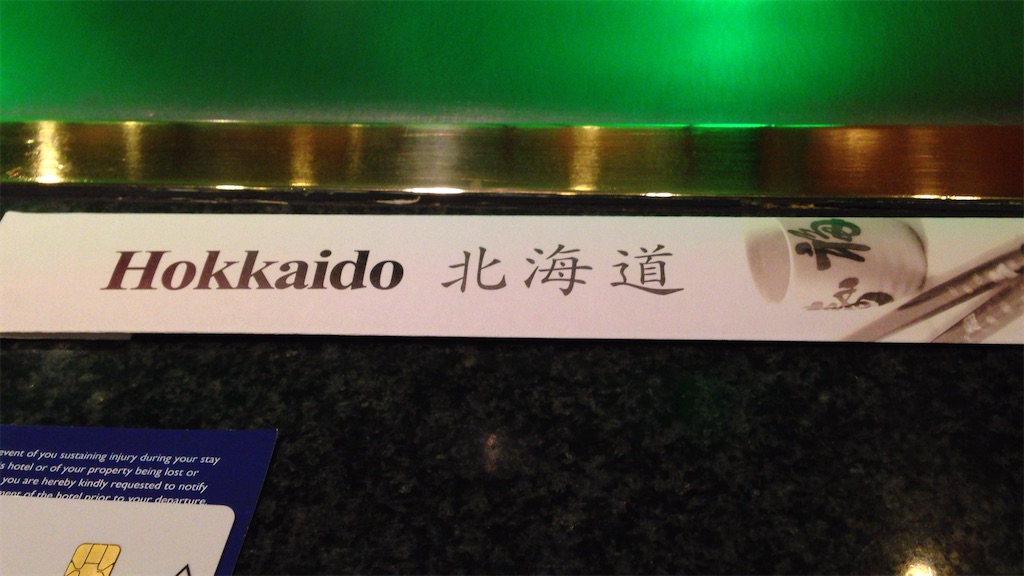 Hokkaido 北海道
event of you sustaining injury during your stay
hotel or of your property being lost or
you are hereby kindly requested to notify
of the hotel prior to your departure.